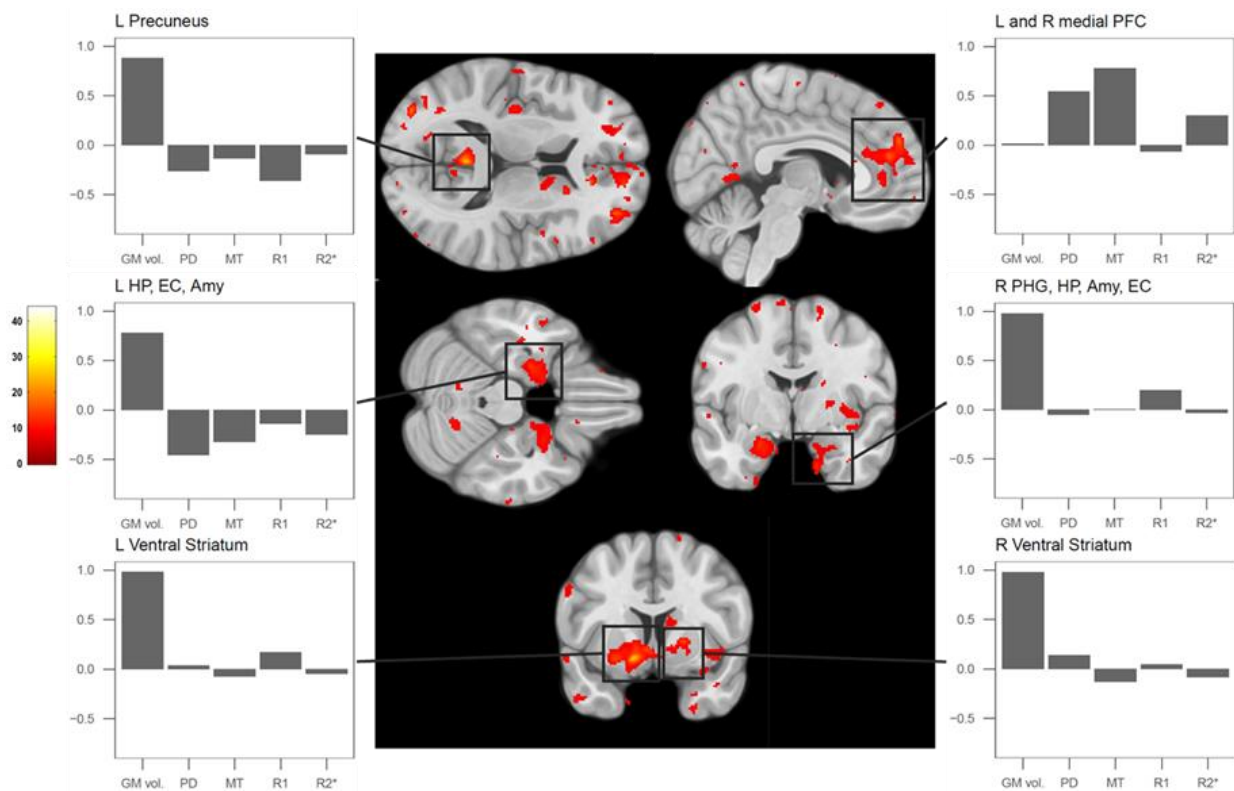 L Precuneus
1.0
0.5
0.0
−0.5
GM vol. PD MT R1 R2*
L and R medial PFC
1.0
0.5
0.0
−0.5
GM vol. PD MT R1 R2*
40
30
20
10
0
L HP, EC, Amy
1.0
0.5
0.0
−0.5
GM vol. PD MT R1 R2*
R PHG, HP, Amy, EC
1.0
0.5
0.0
−0.5
GM vol. PD MT R1 R2*
L Ventral Striatum
1.0
0.5
0.0
−0.5
GM vol. PD MT R1 R2*
R Ventral Striatum
1.0
0.5
0.0
−0.5
GM vol. PD MT R1 R2*